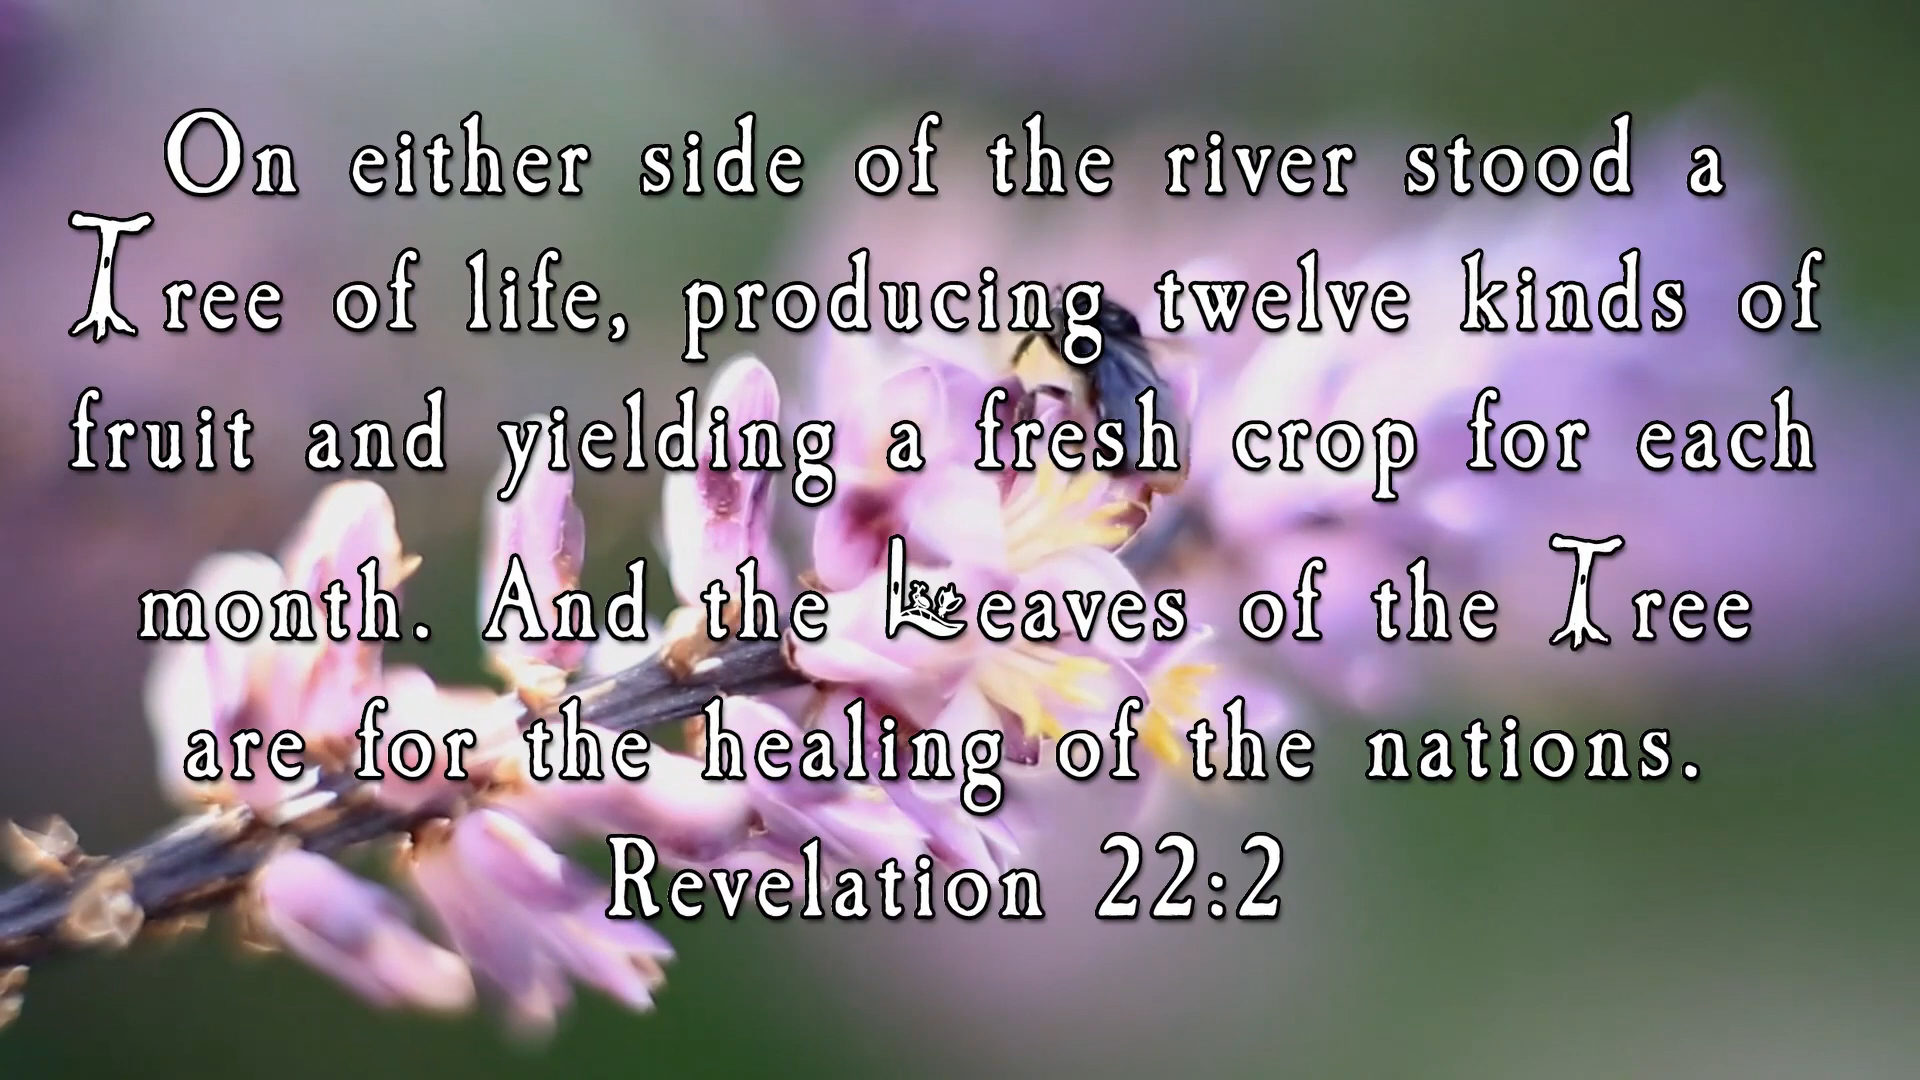 On either side of the river stood a
Tree of life, producing twelve kinds of
fruit and yielding a fresh crop for each
month. And the Leaves of the Tree
are for the healing of the nations.
Revelation 22:2